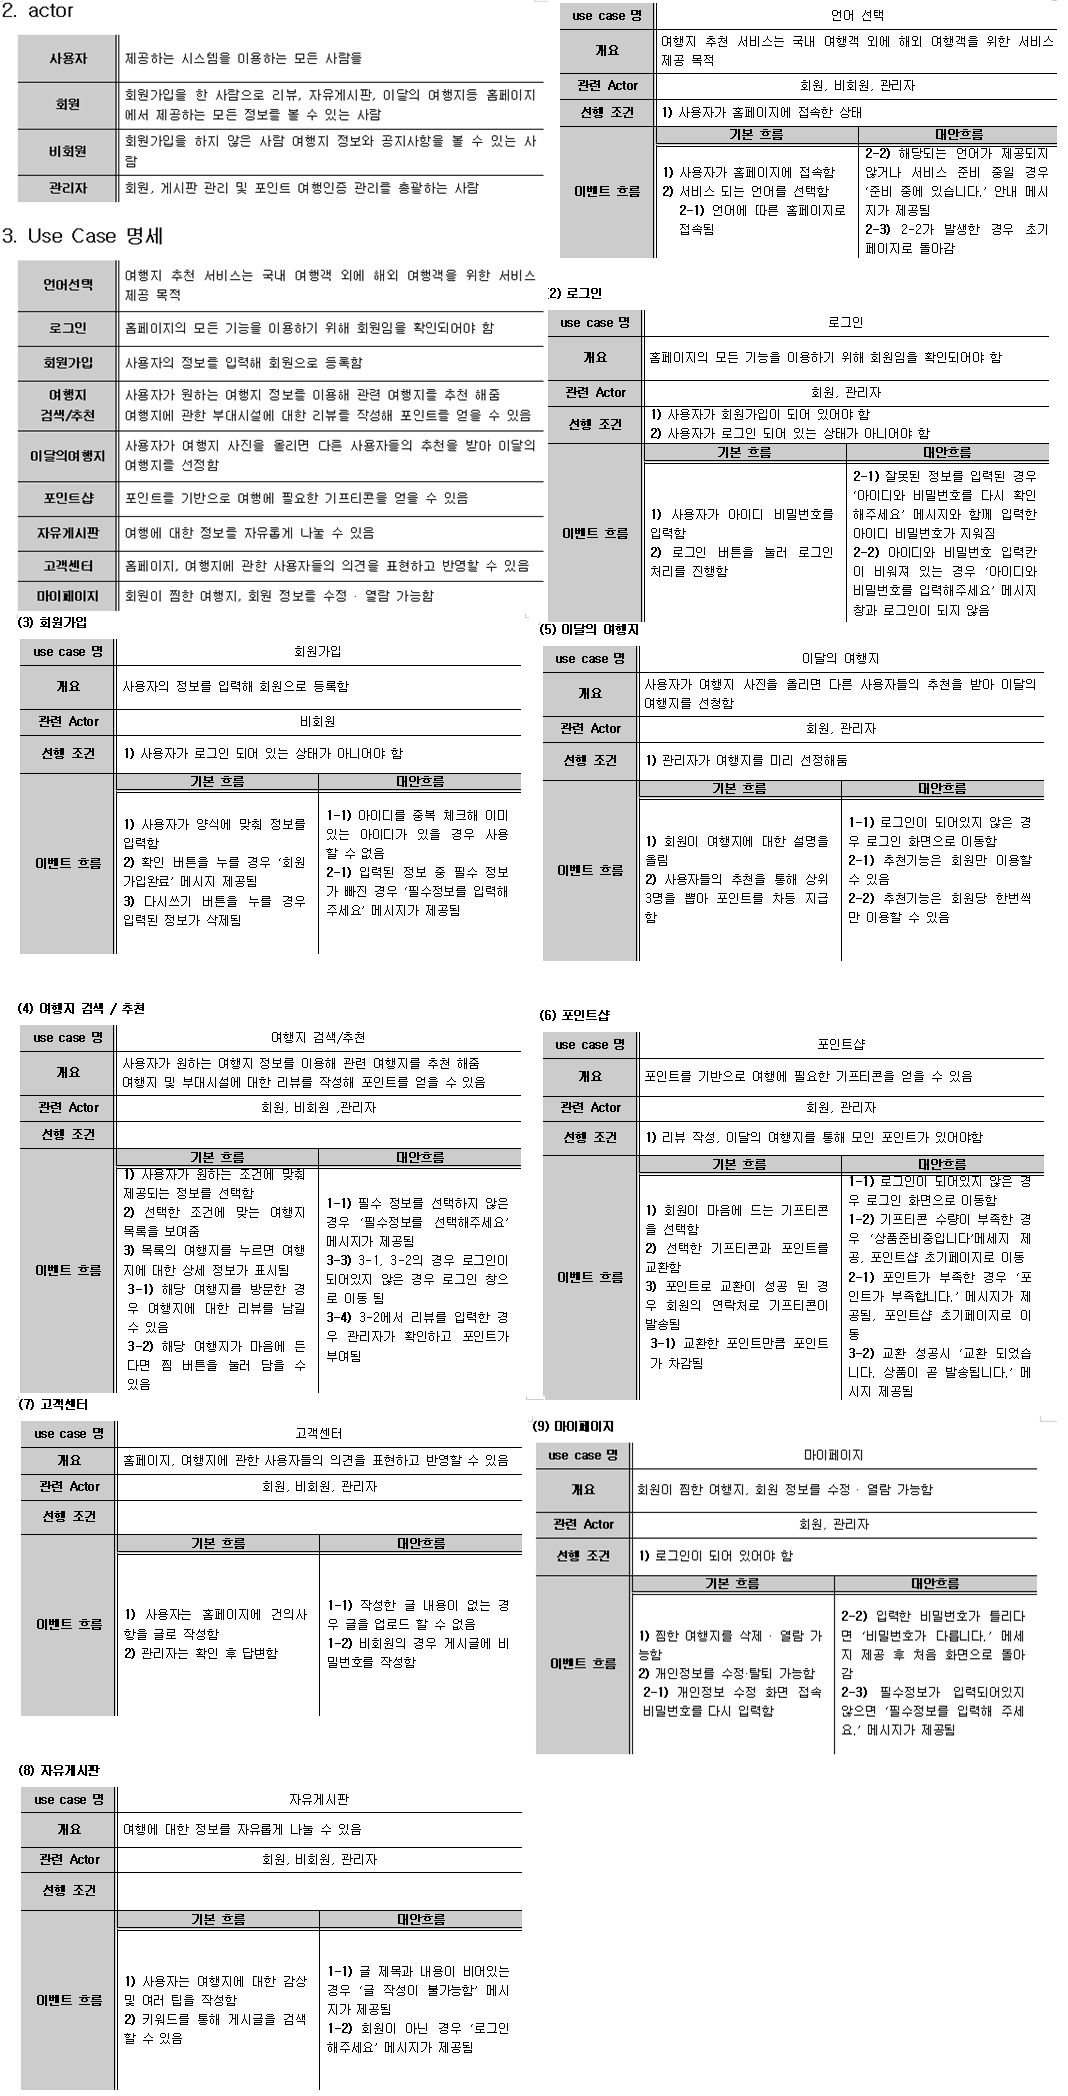 2. actor
사용자 제공하는 시스템을 이용하는 모든 사람들
회원 회원가입을 한 사람으로 리뷰, 자유게시판, 이달의 여행지등 홈페이지
에서 제공하는 모든 정보를 볼 수 있는 사람
비회원 회원가입을 하지 않은 사람 여행지 정보와 공지사항을 볼 수 있는 사
람
관리자 회원, 게시판 관리 및 포인트 여행인증 관리를 총괄하는 사람
3. Use Case 명세
언어선택 여행지 추천 서비스는 국내 여행객 외에 해외 여행객을 위한 서비스
제공 목적
로그인 홈페이지의 모든 기능을 이용하기 위해 회원임을 확인되어야 함
회원가입 사용자의 정보를 입력해 회원으로 등록함
여행지 사용자가 원하는 여행지 정보를 이용해 관련 여행지를 추천 해줌
검색/추천 여행지에 관한 부대시설에 대한 리뷰를 작성해 포인트를 얻을 수 있음
이달의여행지 사용자가 여행지 사진을 올리면 다른 사용자들의 추천을 받아 이달의
여행지를 선정함
포인트샵 포인트를 기반으로 여행에 필요한 기프티콘을 얻을 수 있음
자유게시판 여행에 대한 정보를 자유롭게 나눌 수 있음
고객센터 홈페이지, 여행지에 관한 사용자들의 의견을 표현하고 반영할 수 있음
마이페이지 회원이 찜한 여행지, 회원 정보를 수정 · 열람 가능함
use case 명 언어 선택
개요 여행지 추천 서비스는 국내 여행객 외에 해외 여행객을 위한 서비스
제공 목적
관련 Actor 회원, 비회원, 관리자
선행 조건 1) 사용자가 홈페이지에 접속한 상태
이벤트 흐름
기본 흐름
1) 사용자가 홈페이지에 접속함
2) 서비스 되는 언어를 선택함
2-1) 언어에 따른 홈페이지로
접속됨
대안흐름
2-2) 해당되는 언어가 제공되지
않거나 서비스 준비 중일 경우
‘준비 중에 있습니다.’ 안내 메시
지가 제공됨
2-3) 2-2가 발생한 경우 초기
페이지로 돌아감
(2) 로그인
use case 명 로그인
개요 홈페이지의 모든 기능을 이용하기 위해 회원임을 확인되어야 함
관련 Actor 회원, 관리자
선행 조건 1) 사용자가 회원가입이 되어 있어야 함
2) 사용자가 로그인 되어 있는 상태가 아니어야 함
이벤트 흐름
기본 흐름
1) 사용자가 아이디 비밀번호를
입력함
2) 로그인 버튼을 눌러 로그인
처리를 진행함
대안흐름
2-1) 잘못된 정보를 입력된 경우
‘아이디와 비밀번호를 다시 확인
해주세요’ 메시지와 함께 입력한
아이디 비밀번호가 지워짐
2-2) 아이디와 비밀번호 입력칸
이 비워져 있는 경우 ‘아이디와
비밀번호를 입력해주세요’ 메시지
창과 로그인이 되지 않음
(3) 회원가입
use case 명 회원가입
개요 사용자의 정보를 입력해 회원으로 등록함
관련 Actor 비회원
선행 조건 1) 사용자가 로그인 되어 있는 상태가 아니어야 함
이벤트 흐름
기본 흐름
1) 사용자가 양식에 맞춰 정보를
입력함
2) 확인 버튼을 누를 경우 ‘회원
가입완료’ 메시지 제공됨
3) 다시쓰기 버튼을 누를 경우
입력된 정보가 삭제됨
대안흐름
1-1) 아이디를 중복 체크해 이미
있는 아이디가 있을 경우 사용
할 수 없음
2-1) 입력된 정보 중 필수 정보
가 빠진 경우 ‘필수정보를 입력해
주세요’ 메시지가 제공됨
(5) 이달의 여행지
use case 명 이달의 여행지
개요 사용자가 여행지 사진을 올리면 다른 사용자들의 추천을 받아 이달의
여행지를 선청함
관련 Actor 회원, 관리자
선행 조건 1) 관리자가 여행지를 미리 선정해둠
이벤트 흐름
기본 흐름
1) 회원이 여행지에 대한 설명을
올림
2) 사용자들의 추천을 통해 상위
3명을 뽑아 포인트를 차등 지급
함
대안흐름
1-1) 로그인이 되어있지 않은 경
우 로그인 화면으로 이동함
2-1) 추천기능은 회원만 이용할
수 있음
2-2) 추천기능은 회원당 한번씩
만 이용할 수 있음
(4) 여행지 검색 / 추천
use case 명 여행지 검색/추천
개요 사용자가 원하는 여행지 정보를 이용해 관련 여행지를 추천 해줌
여행지 및 부대시설에 대한 리뷰를 작성해 포인트를 얻을 수 있음
관련 Actor 회원, 비회원 ,관리자
선행 조건
이벤트 흐름
기본 흐름
1) 사용자가 원하는 조건에 맞춰
제공되는 정보를 선택함
2) 선택한 조건에 맞는 여행지
목록을 보여줌
3) 목록의 여행지를 누르면 여행
지에 대한 상세 정보가 표시됨
3-1) 해당 여행지를 방문한 경
우 여행지에 대한 리뷰를 남길
수 있음
3-2) 해당 여행지가 마음에 든
다면 찜 버튼을 눌러 담을 수
있음
대안흐름
1-1) 필수 정보를 선택하지 않은
경우 ‘필수정보를 선택해주세요’
메시지가 제공됨
3-3) 3-1, 3-2의 경우 로그인이
되어있지 않은 경우 로그인 창으
로 이동 됨
3-4) 3-2에서 리뷰를 입력한 경
우 관리자가 확인하고 포인트가
부여됨
(6) 포인트샵
use case 명 포인트샵
개요 포인트를 기반으로 여행에 필요한 기프티콘을 얻을 수 있음
관련 Actor 회원, 관리자
선행 조건 1) 리뷰 작성, 이달의 여행지를 통해 모인 포인트가 있어야함
이벤트 흐름
기본 흐름
1) 회원이 마음에 드는 기프티콘
을 선택함
2) 선택한 기프티콘과 포인트를
교환함
3) 포인트로 교환이 성공 된 경
우 회원의 연락처로 기프티콘이
발송됨
3-1) 교환한 포인트만큼 포인트
가 차감됨
대안흐름
1-1) 로그인이 되어있지 않은 경
우 로그인 화면으로 이동함
1-2) 기프티콘 수량이 부족한 경
우 ‘상품준비중입니다’메세지 제
공, 포인트샵 초기페이지로 이동
2-1) 포인트가 부족한 경우 ‘포
인트가 부족합니다.’ 메시지가 제
공됨, 포인트샵 초기페이지로 이
동
3-2) 교환 성공시 ‘교환 되었습
니다. 상품이 곧 발송됩니다.’ 메
시지 제공됨
(7) 고객센터
use case 명 고객센터
개요 홈페이지, 여행지에 관한 사용자들의 의견을 표현하고 반영할 수 있음
관련 Actor 회원, 비회원, 관리자
선행 조건
이벤트 흐름
기본 흐름
1) 사용자는 홈페이지에 건의사
항을 글로 작성함
2) 관리자는 확인 후 답변함
대안흐름
1-1) 작성한 글 내용이 없는 경
우 글을 업로드 할 수 없음
1-2) 비회원의 경우 게시글에 비
밀번호를 작성함
(9) 마이페이지
use case 명 마이페이지
개요 회원이 찜한 여행지, 회원 정보를 수정 · 열람 가능함
관련 Actor 회원, 관리자
선행 조건 1) 로그인이 되어 있어야 함
이벤트 흐름
기본 흐름
1) 찜한 여행지를 삭제 · 열람 가
능함
2) 개인정보를 수정·탈퇴 가능함
2-1) 개인정보 수정 화면 접속
비밀번호를 다시 입력함
대안흐름
2-2) 입력한 비밀번호가 틀리다
면 ‘비밀번호가 다릅니다.’ 메세
지 제공 후 처음 화면으로 돌아
감
2-3) 필수정보가 입력되어있지
않으면 ‘필수정보를 입력해 주세
요.’ 메시지가 제공됨
(8) 자유게시판
use case 명 자유게시판
개요 여행에 대한 정보를 자유롭게 나눌 수 있음
관련 Actor 회원, 비회원, 관리자
선행 조건
이벤트 흐름
기본 흐름
1) 사용자는 여행지에 대한 감상
및 여러 팁을 작성함
2) 키워드를 통해 게시글을 검색
할 수 있음
대안흐름
1-1) 글 제목과 내용이 비어있는
경우 ‘글 작성이 불가능함’ 메시
지가 제공됨
1-2) 회원이 아닌 경우 ‘로그인
해주세요’ 메시지가 제공됨